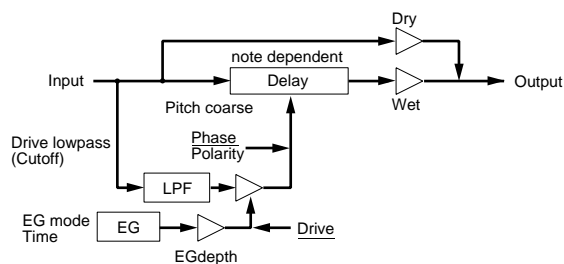 Dry
note dependent
Input
Delay
Output
Pitch coarse
Wet
Phase
Polarity
Drive lowpass
(Cutoff)
LPF
EG mode
Time
EG
Drive
EGdepth